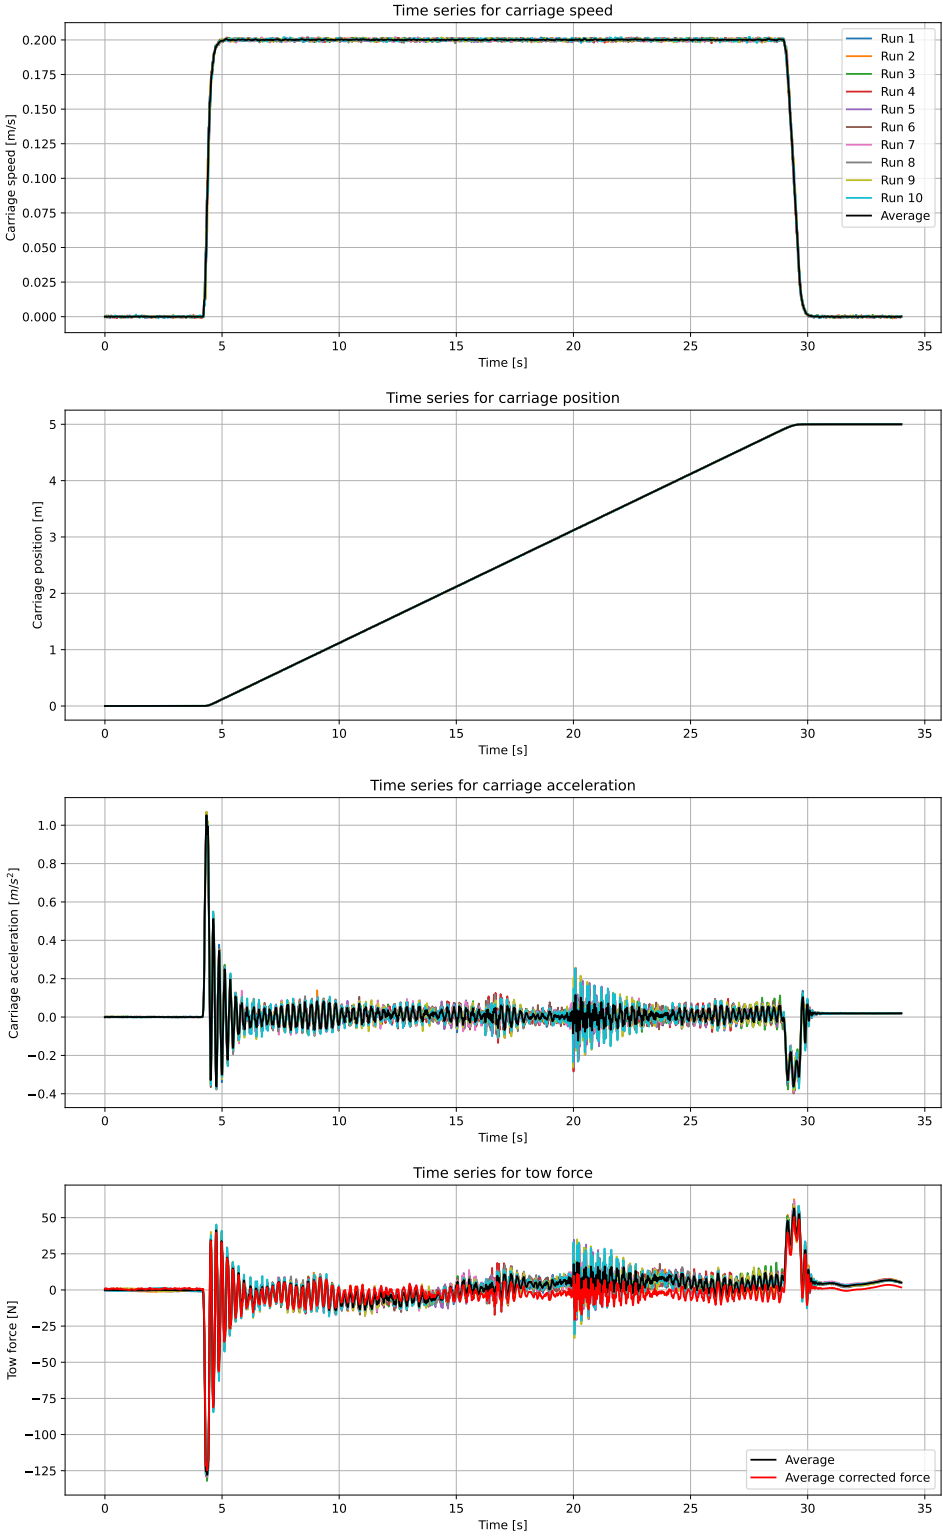 Time series for carriage speed
Carriage speed [m/s]
0.200
0.175
0.150
0.125
0.100
0.075
0.050
0.025
0.000
Run 1
Run 2
Run 3
Run 4
Run 5
Run 6
Run 7
Run 8
Run 9
Run 10
Average
0 5 10 15 20 25 30 35
Time [s]
Time series for carriage position
Carriage position [m]
5
4
3
2
1
0
0 5 10 15 20 25 30 35
Time [s]
Time series for carriage acceleration
Carriage acceleration [m/s²]
1.0
0.8
0.6
0.4
0.2
0.0
−0.2
−0.4
0 5 10 15 20 25 30 35
Time [s]
Time series for tow force
Tow force [N]
50
25
0
−25
−50
−75
−100
−125
Average
Average corrected force
0 5 10 15 20 25 30 35
Time [s]